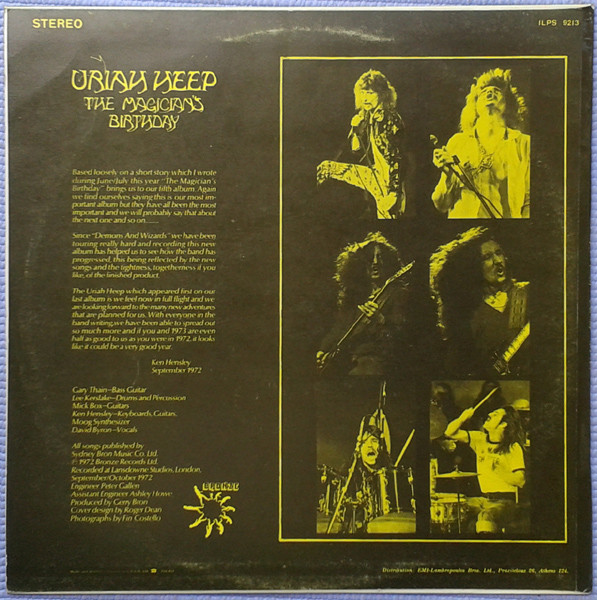 STEREO
ILPS 9213
URIAH HEEP
THE MAGICIAN'S
BIRTHDAY
Based loosely on a short story which I wrote
during June/July this year "The Magician's
Birthday" brings us to our fifth album. Again
we find ourselves saying this is our most im-
portant album but they have all been the most
important and we will probably say that about
the next one and so on......
Since "Demons And Wizards" we have been
touring really hard and recording this new
album has helped us to see how the band has
progressed, this being reflected by the new
songs and the tightness, togetherness if you
like, of the finished product.
The Uriah Heep which appeared first on our
last album is we feel now in full flight and we
are looking forward to the many new adventures
that are planned for us. With everyone in the
band writing, we have been able to spread out
so much more and if you and 1973 are even
half as good to us as you were in 1972, it looks
like it could be a very good year.
Ken Hensley
September 1972
Gary Thain—Bass Guitar
Lee Kerslake—Drums and Percussion
Mick Box—Guitars
Ken Hensley—Keyboards, Guitars,
Moog Synthesizer
David Byron—Vocals
All songs published by
Sydney Bron Music Co. Ltd.
℗ 1972 Bronze Records Ltd.
Recorded at Lansdowne Studios, London,
September/October 1972
Engineer Peter Gallen
Assistant Engineer Ashley Howe
Produced by Gerry Bron
Cover design by Roger Dean
Photographs by Fin Costello
BRONZE
Distribution: EMI-Lambropoulos Bros. Ltd., Proxinou 26, Athens 124.